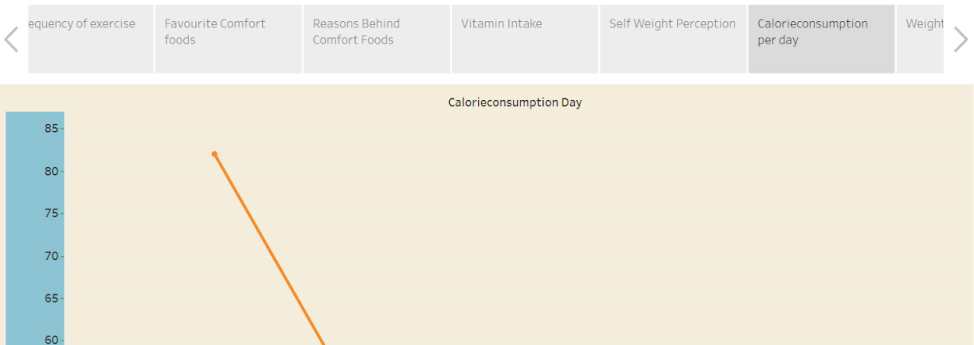 equency of exercise
Favourite Comfort
foods
Reasons Behind
Comfort Foods
Vitamin Intake
Self Weight Perception
Calorieconsumption
per day
Weight
Calorieconsumption Day
85
80
75
70
65
60